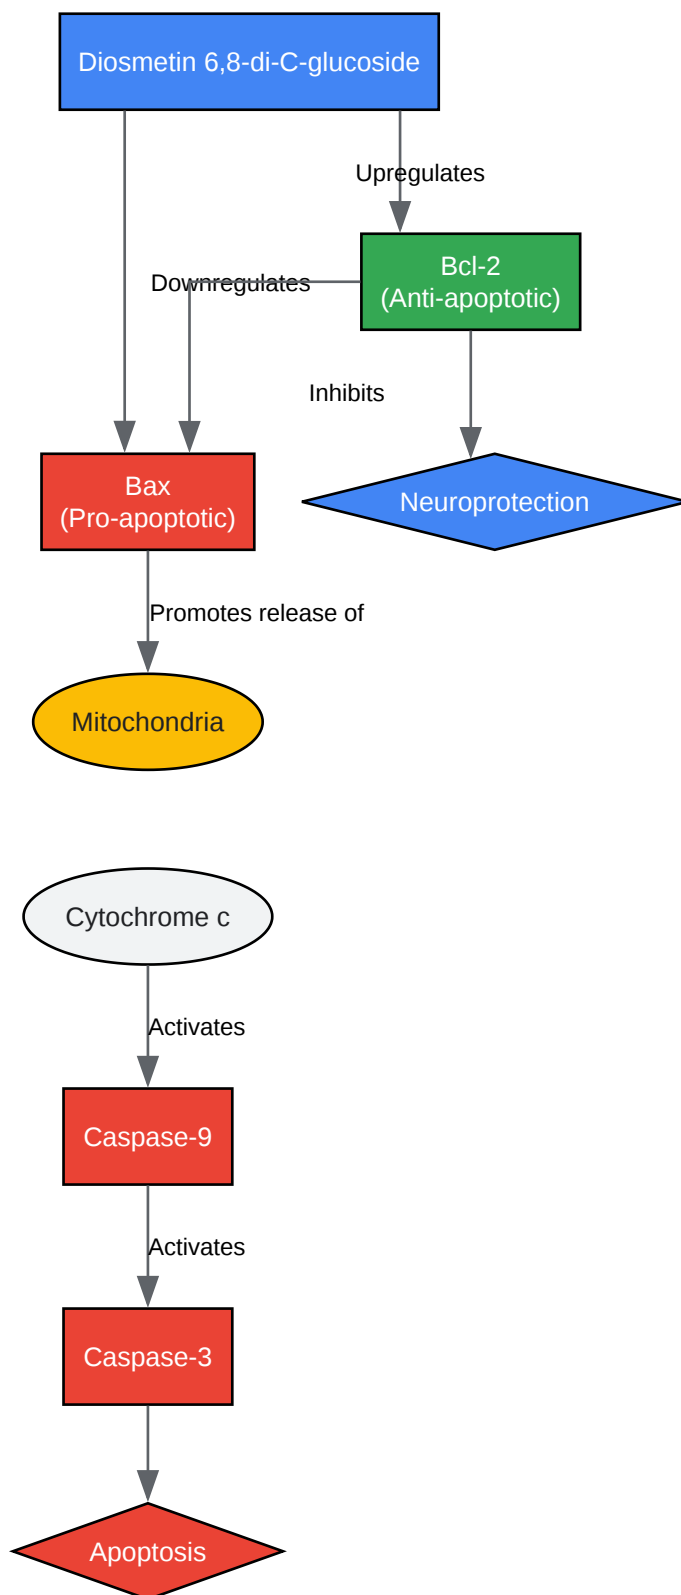 Diosmetin 6,8-di-C-glucoside
Upregulates
Bcl-2
(Anti-apoptotic)
Downregulates
Inhibits
Bax
(Pro-apoptotic)
Neuroprotection
Promotes release of
Mitochondria
Cytochrome c
Activates
Caspase-9
Activates
Caspase-3
Apoptosis